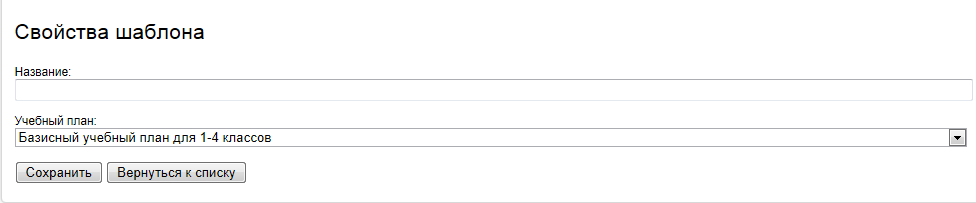 Свойства шаблона
Название:
Учебный план:
Базисный учебный план для 1-4 классов
Сохранить Вернуться к списку